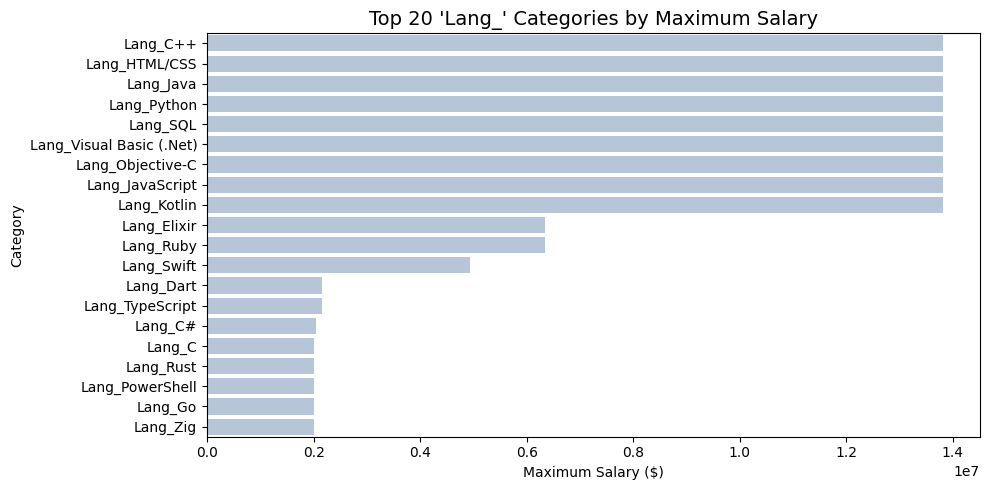 Top 20 'Lang_' Categories by Maximum Salary
Category
Lang_C++
Lang_HTML/CSS
Lang_Java
Lang_Python
Lang_SQL
Lang_Visual Basic (.Net)
Lang_Objective-C
Lang_JavaScript
Lang_Kotlin
Lang_Elixir
Lang_Ruby
Lang_Swift
Lang_Dart
Lang_TypeScript
Lang_C#
Lang_C
Lang_Rust
Lang_PowerShell
Lang_Go
Lang_Zig
0.0 0.2 0.4 0.6 0.8 1.0 1.2 1.4
1e7
Maximum Salary ($)